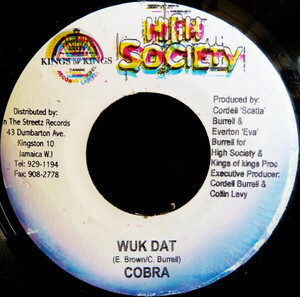 HIGH
SOCIETY
KINGS OF KINGS
Distributed by:
n The Streetz Records
43 Dumbarton Ave.
Kingston 10
Jamaica W.I
Tel: 929-1194
Fax: 908-2778
Produced by:
Cordell 'Scatta'
Burrell &
Everton 'Eva'
Burrell for
High Society &
Kings of kings Prod
Executive Producer:
Cordell Burrell &
Collin Levy
WUK DAT
(E. Brown/C. Burrell)
COBRA